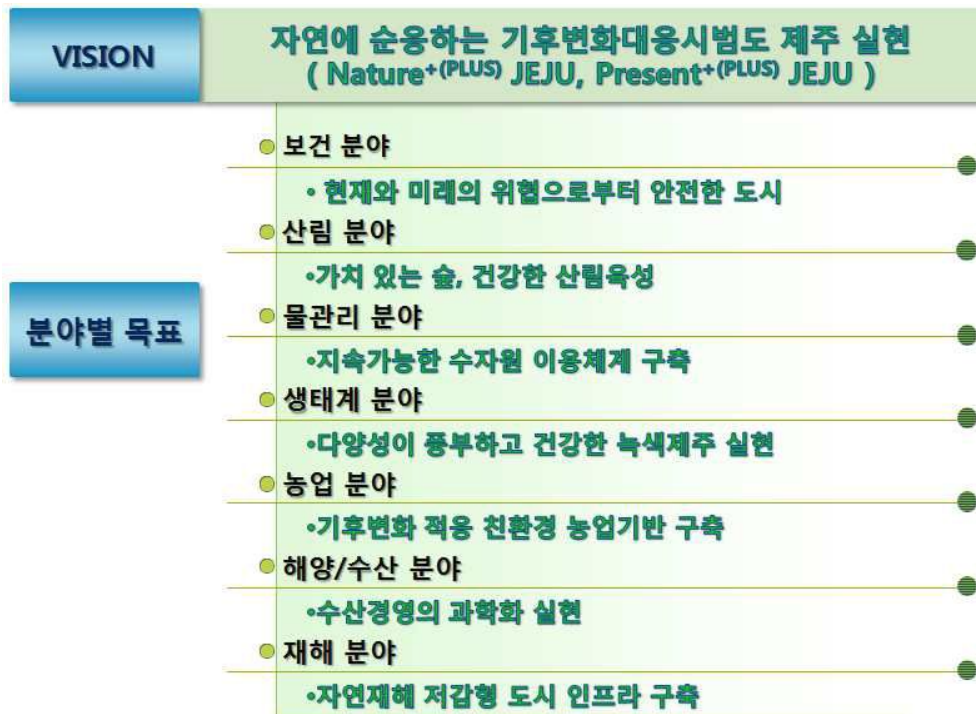 VISION
자연에 순응하는 기후변화대응시범도 제주 실현
( Nature+(PLUS) JEJU, Present+(PLUS) JEJU )
분야별 목표
보건 분야
• 현재와 미래의 위협으로부터 안전한 도시
산림 분야
•가치 있는 숲, 건강한 산림육성
물관리 분야
•지속가능한 수자원 이용체계 구축
생태계 분야
•다양성이 풍부하고 건강한 녹색제주 실현
농업 분야
•기후변화 적응 친환경 농업기반 구축
해양/수산 분야
•수산경영의 과학화 실현
재해 분야
•자연재해 저감형 도시 인프라 구축